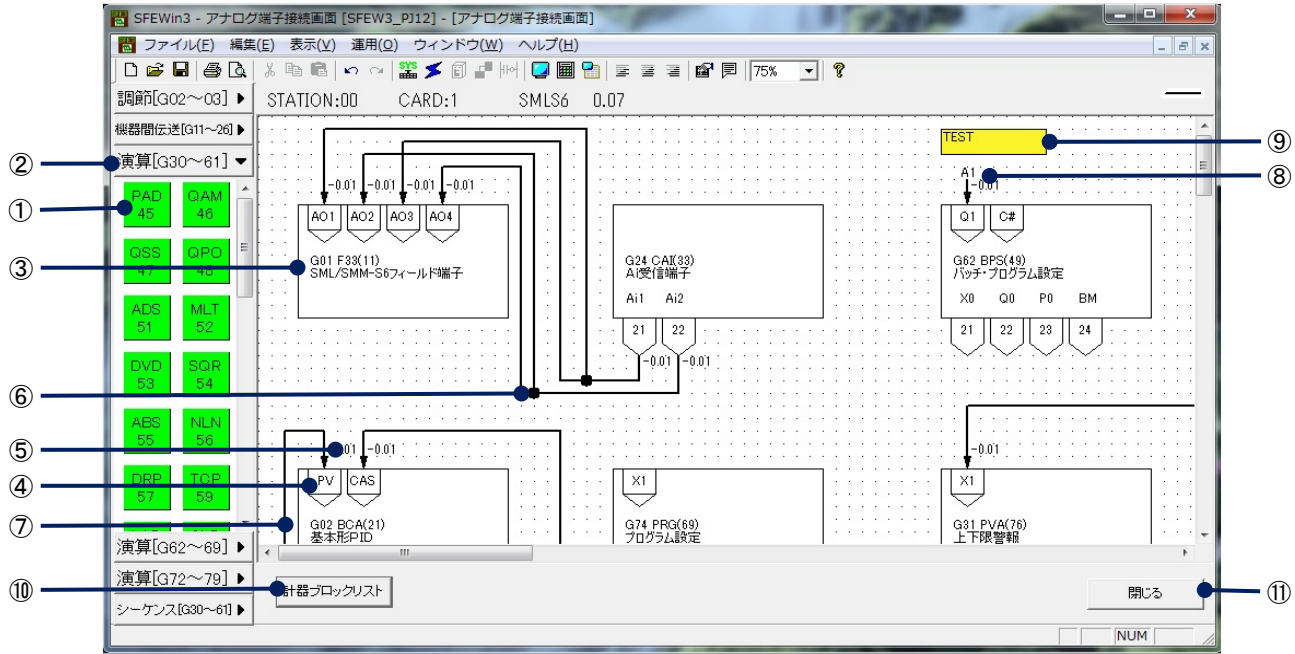 SFEWin3 - アナログ端子接続画面 [SFEW3_PJ12] - [アナログ端子接続画面]
ファイル(F) 編集(E) 表示(V) 運用(O) ウィンドウ(W) ヘルプ(H)
SYS 75%
調節[G02～03]
STATION:00 CARD:1 SMLS6 0.07
機器間伝送[G11～26]
演算[G30～61]
②
TEST
⑨
A1
⑧
-0.01 -0.01 -0.01 -0.01
-0.01
①
PAD 45
QAM 46
AO1 AO2 AO3 AO4
Q1 C#
③
QSS 47
QPO 48
G01 F33(11)
SML/SMM-S6フィールド端子
G24 CAI(33)
Ai受信端子
Ai1 Ai2
21 22
-0.01 -0.01
G62 BPS(49)
バッチ・プログラム設定
X0 Q0 P0 BM
21 22 23 24
ADS 51
MLT 52
DVD 53
SQR 54
⑥
ABS 55
NLN 56
⑤
-0.01
-0.01
④
DRP 57
TCP 59
PV CAS
X1
X1
⑦
G02 BCA(21)
基本形PID
G74 PRG(69)
プログラム設定
G31 PVA(76)
上下限警報
演算[G62～69]
演算[G72～79]
⑩
計器ブロックリスト
閉じる
⑪
シーケンス[G30～61]
NUM